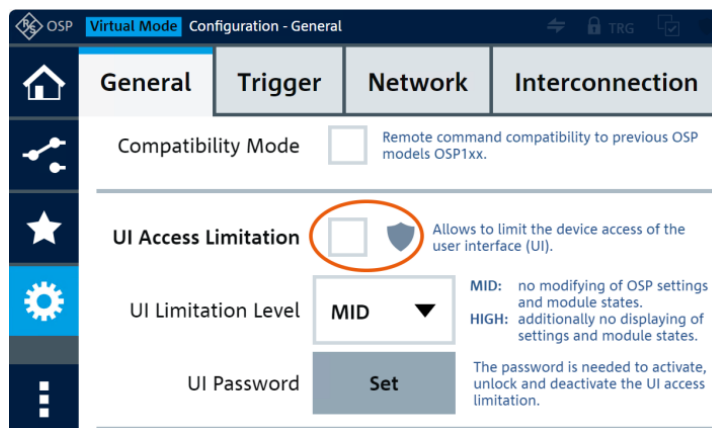 R&S OSP Virtual Mode Configuration - General TRG
General Trigger Network Interconnection
Compatibility Mode
Remote command compatibility to previous OSP
models OSP1xx.
UI Access Limitation
Allows to limit the device access of the
user interface (UI).
UI Limitation Level
MID
MID: no modifying of OSP settings
and module states.
HIGH: additionally no displaying of
settings and module states.
UI Password
Set
The password is needed to activate,
unlock and deactivate the UI access
limitation.